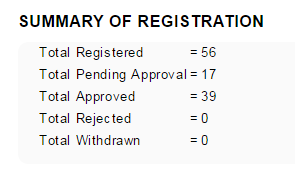 SUMMARY OF REGISTRATION
Total Registered = 56
Total Pending Approval = 17
Total Approved = 39
Total Rejected = 0
Total Withdrawn = 0